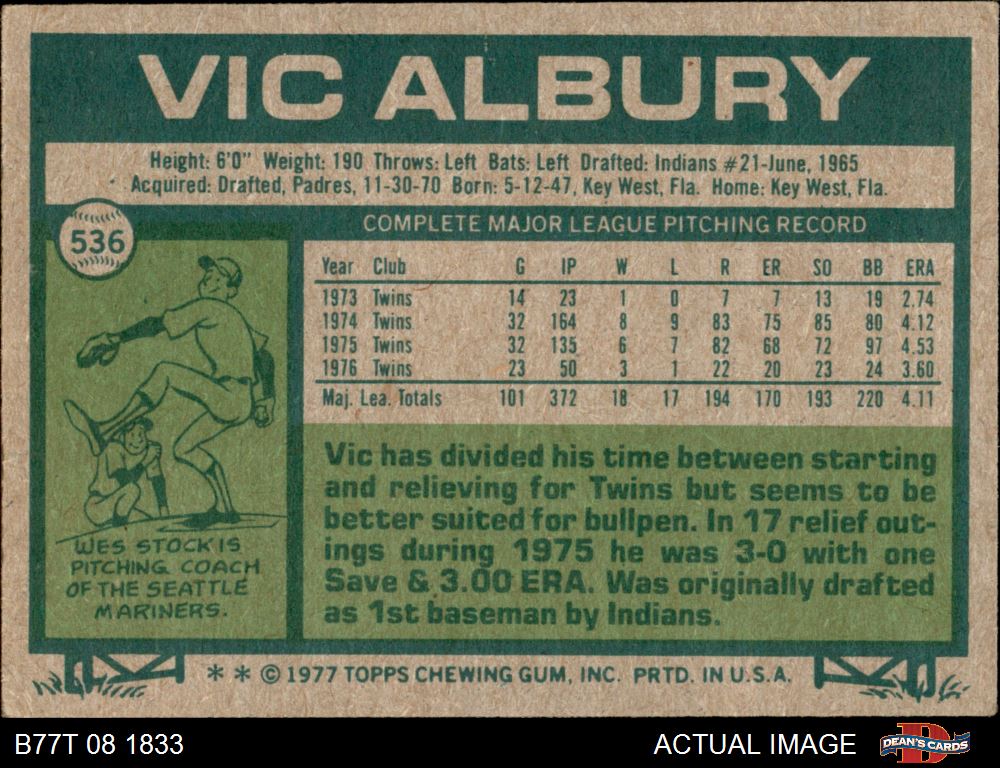 VIC ALBURY
Height: 6'0" Weight: 190 Throws: Left Bats: Left Drafted: Indians #21-June, 1965
Acquired: Drafted, Padres, 11-30-70 Born: 5-12-47, Key West, Fla. Home: Key West, Fla.
536
COMPLETE MAJOR LEAGUE PITCHING RECORD
Year Club G IP W L R ER SO BB ERA
1973 Twins 14 23 1 0 7 7 13 19 2.74
1974 Twins 32 164 8 9 83 75 85 80 4.12
1975 Twins 32 135 6 7 82 68 72 97 4.53
1976 Twins 23 50 3 1 22 20 23 24 3.60
Maj. Lea. Totals 101 372 18 17 194 170 193 220 4.11
WES STOCK IS
PITCHING COACH
OF THE SEATTLE
MARINERS.
Vic has divided his time between starting
and relieving for Twins but seems to be
better suited for bullpen. In 17 relief out-
ings during 1975 he was 3-0 with one
Save & 3.00 ERA. Was originally drafted
as 1st baseman by Indians.
* * © 1977 TOPPS CHEWING GUM, INC. PRTD. IN U.S.A.
B77T 08 1833
ACTUAL IMAGE
DEAN'S CARDS